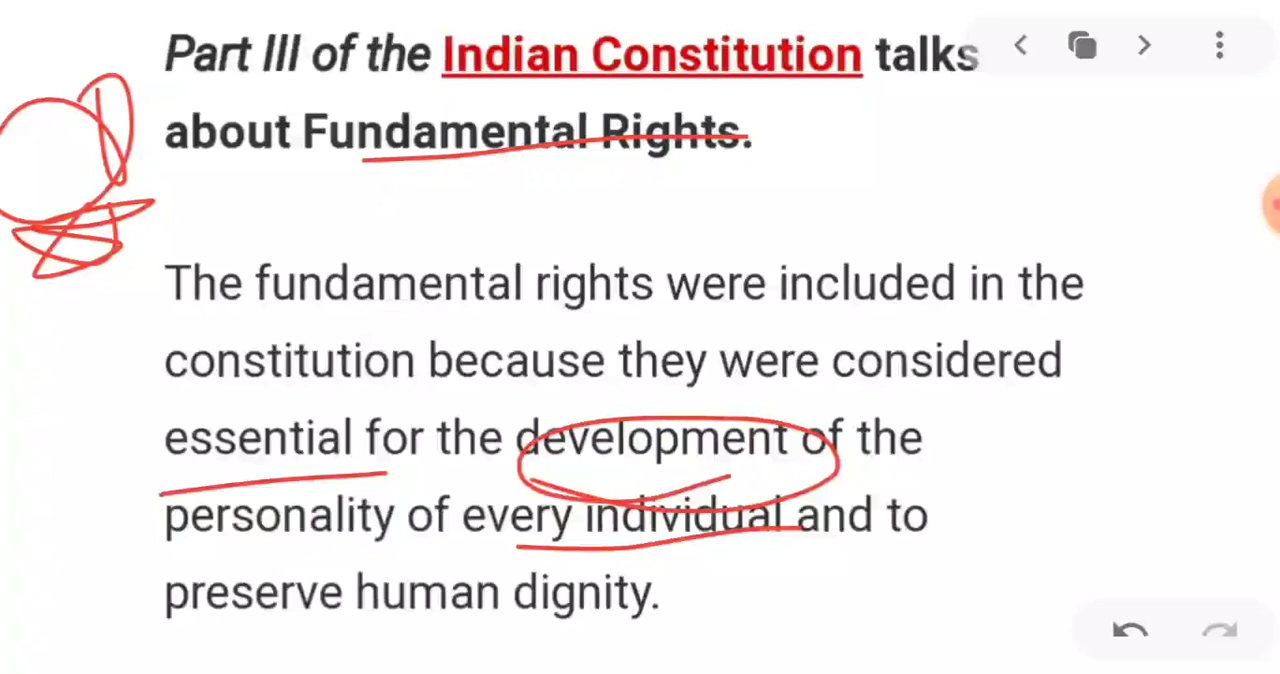 Part III of the Indian Constitution talks
about Fundamental Rights.
The fundamental rights were included in the
constitution because they were considered
essential for the development of the
personality of every individual and to
preserve human dignity.